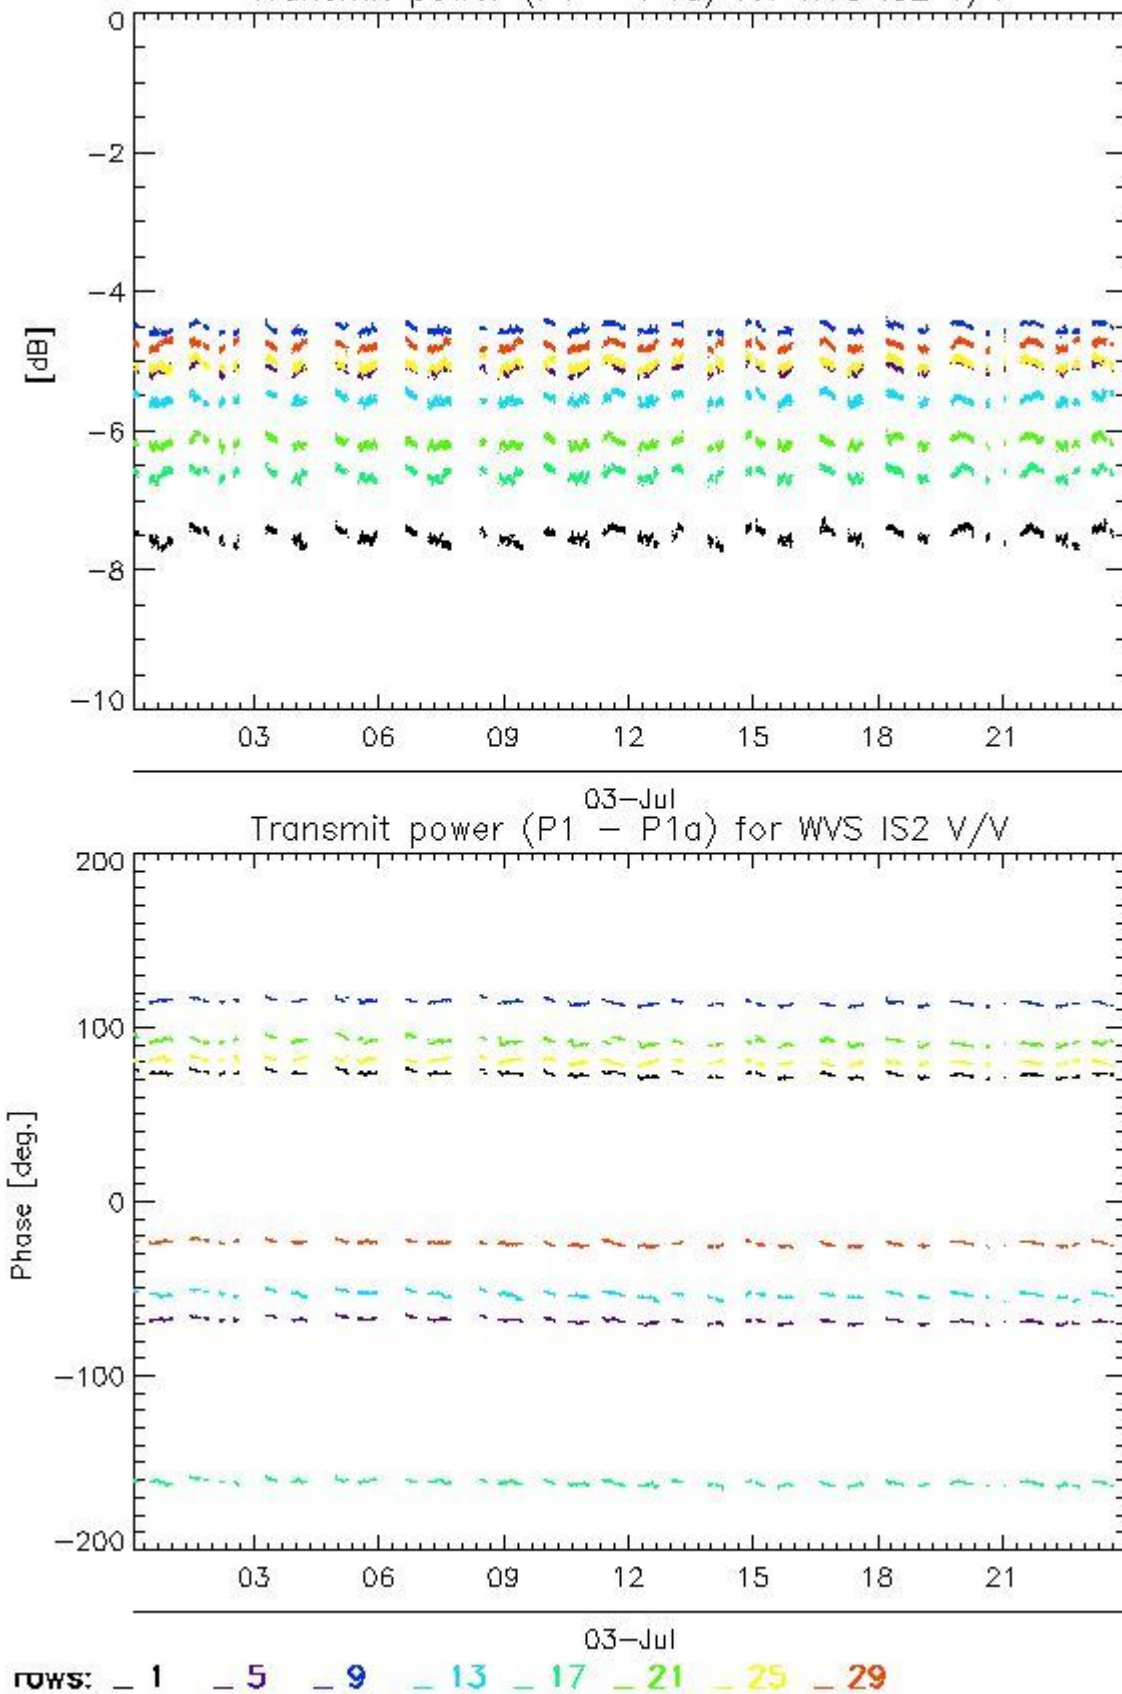 0
−2
−4
[dB]
−6
−8
−10
03 06 09 12 15 18 21
03−Jul
Transmit power (P1 − P1a) for WVS IS2 V/V
200
100
0
Phase [deg.]
−100
−200
03 06 09 12 15 18 21
03−Jul
rows: _ 1 _ 5 _ 9 _ 13 _ 17 _ 21 _ 25 _ 29